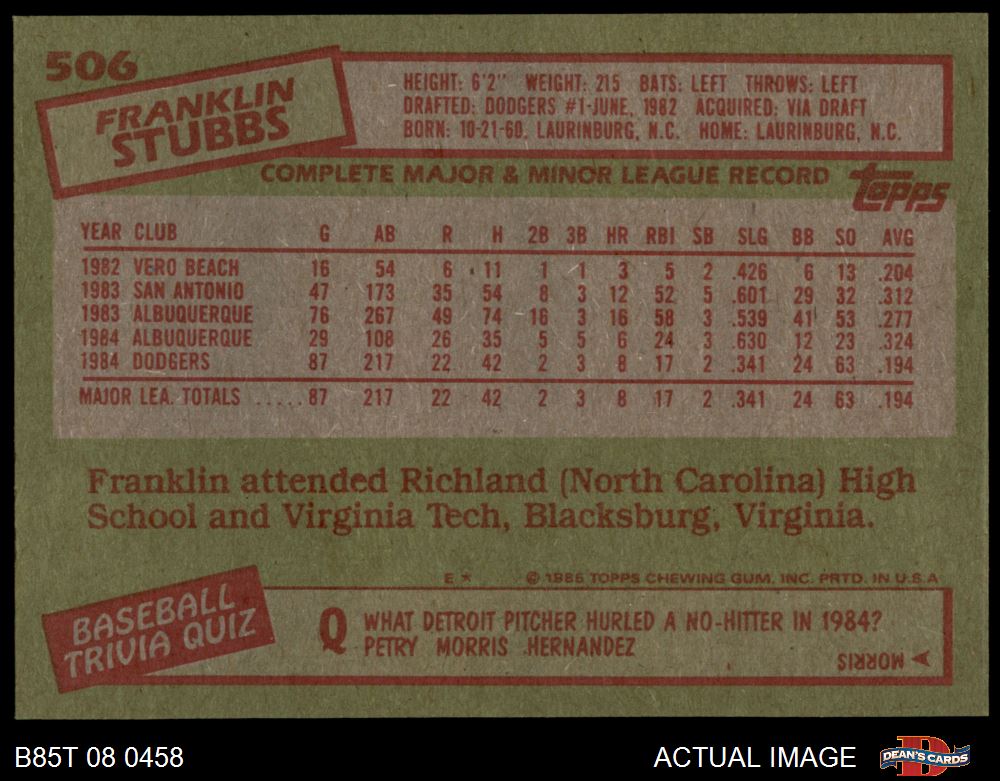 506
FRANKLIN
STUBBS
HEIGHT: 6'2" WEIGHT: 215 BATS: LEFT THROWS: LEFT
DRAFTED: DODGERS #1-JUNE, 1982 ACQUIRED: VIA DRAFT
BORN: 10-21-60, LAURINBURG, N.C. HOME: LAURINBURG, N.C.
COMPLETE MAJOR & MINOR LEAGUE RECORD
topps
YEAR CLUB G AB R H 2B 3B HR RBI SB SLG BB SO AVG
1982 VERO BEACH 16 54 6 11 1 1 3 5 2 .426 6 13 .204
1983 SAN ANTONIO 47 173 35 54 8 3 12 52 5 .601 29 32 .312
1983 ALBUQUERQUE 76 267 49 74 16 3 16 58 3 .539 41 53 .277
1984 ALBUQUERQUE 29 108 26 35 5 5 6 24 3 .630 12 23 .324
1984 DODGERS 87 217 22 42 2 3 8 17 2 .341 24 63 .194
MAJOR LEA. TOTALS .....87 217 22 42 2 3 8 17 2 .341 24 63 .194
Franklin attended Richland (North Carolina) High
School and Virginia Tech, Blacksburg, Virginia.
E * © 1985 TOPPS CHEWING GUM, INC. PRTD. IN U.S.A
BASEBALL
TRIVIA QUIZ
Q WHAT DETROIT PITCHER HURLED A NO-HITTER IN 1984?
PETRY MORRIS HERNANDEZ
MORRIS
B85T 08 0458
ACTUAL IMAGE
DEAN'S CARDS